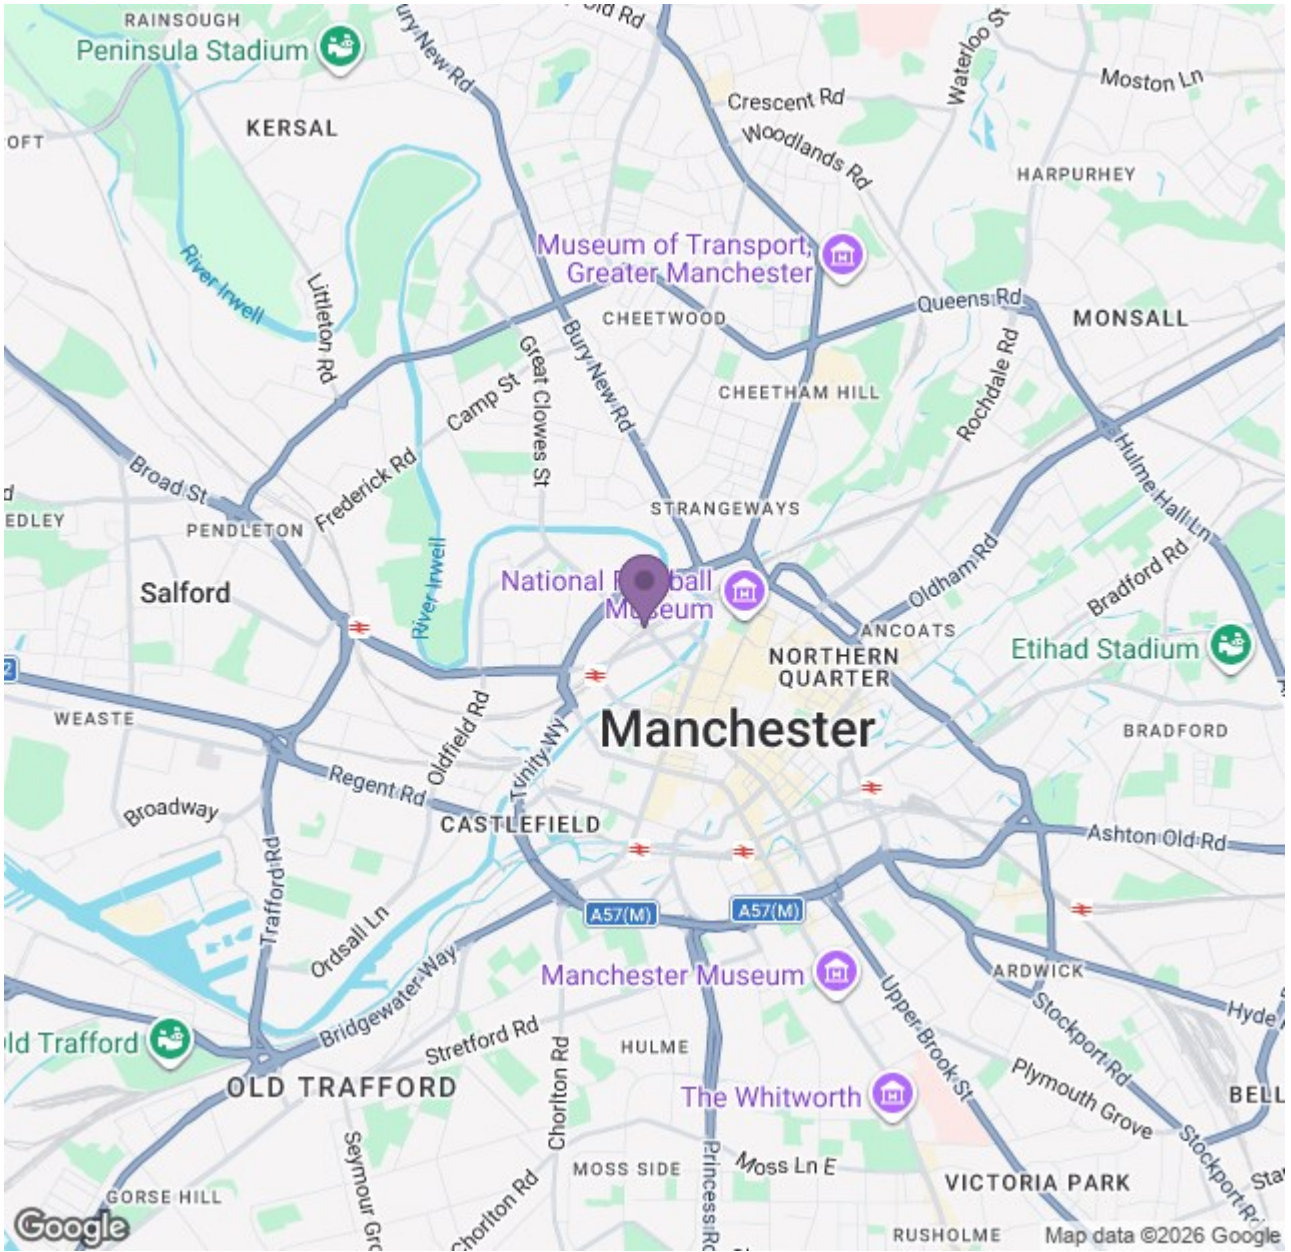 RAINSOUGH
Old Rd
Peninsula Stadium
Bury New Rd
Waterloo St
Moston Ln
Crescent Rd
KERSAL
Woodlands Rd
OFT
HARPURHEY
Museum of Transport,
Greater Manchester
River Irwell
Littleton Rd
Queens Rd
CHEETWOOD
MONSALL
Bury New Rd
Great Clowes St
Rochdale Rd
Camp St
CHEETHAM HILL
Frederick Rd
Hulme Hall Ln
Broad St
EDLEY
PENDLETON
STRANGEWAYS
Oldham Rd
Bradford Rd
River Irwell
Salford
National F ball
Museum
ANCOATS
Etihad Stadium
NORTHERN
QUARTER
WEASTE
Oldfield Rd
Trinity Wy
Manchester
BRADFORD
Regent Rd
Broadway
CASTLEFIELD
Ashton Old Rd
Trafford Rd
A57(M)
A57(M)
Ordsall Ln
Bridgewater Way
Manchester Museum
ARDWICK
Upper Brook St
Stockport Rd
Hyde
ld Trafford
Stretford Rd
HULME
Chorlton Rd
OLD TRAFFORD
The Whitworth
Plymouth Grove
BELL
Seymour Gro
MOSS SIDE
Moss Ln E
Princess Rd
Stockport Rd
Sta
GORSE HILL
Chorlton Rd
VICTORIA PARK
RUSHOLME
Google
Map data ©2026 Google